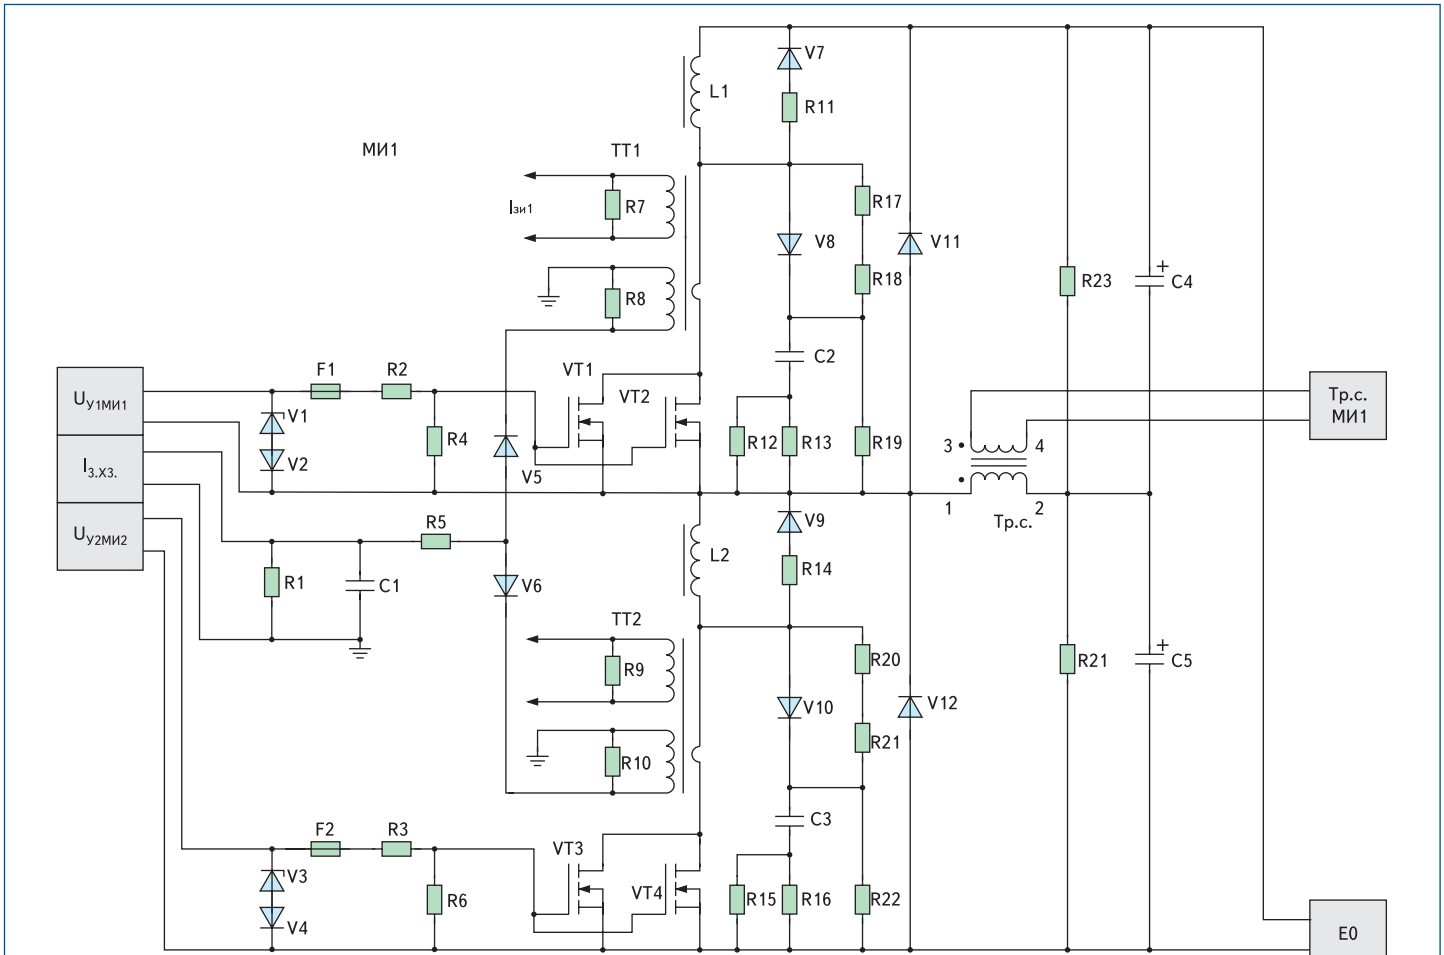 V7
L1
R11
МИ1
ТТ1
R7
Iзи1
R17
V8
V11
R8
R18
R23
+
C4
C2
F1
R2
VT1
VT2
UУ1МИ1
V1
R4
R12
R13
R19
3
4
Тр.с.
МИ1
V2
V5
I3.X3.
1
2
Тр.с.
R5
V9
UУ2МИ2
L2
R14
R1
C1
V6
ТТ2
R9
R20
R21
+
C5
V10
V12
R10
R21
C3
F2
R3
VT3
VT4
V3
R6
R15
R16
R22
V4
E0